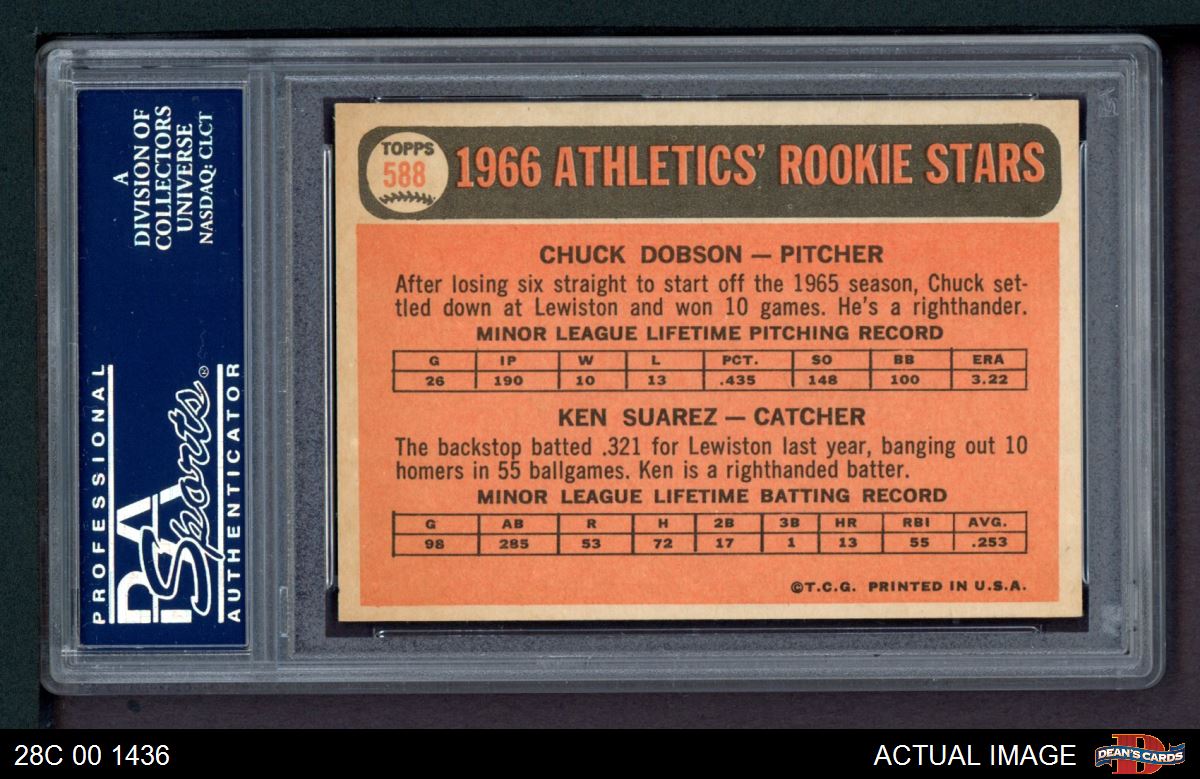 A
DIVISION OF
COLLECTORS
UNIVERSE
NASDAQ: CLCT
PROFESSIONAL
PSA
Sports
AUTHENTICATOR
TOPPS
588
1966 ATHLETICS' ROOKIE STARS
CHUCK DOBSON — PITCHER
After losing six straight to start off the 1965 season, Chuck set-
tled down at Lewiston and won 10 games. He's a righthander.
MINOR LEAGUE LIFETIME PITCHING RECORD
G IP W L PCT. SO BB ERA
26 190 10 13 .435 148 100 3.22
KEN SUAREZ — CATCHER
The backstop batted .321 for Lewiston last year, banging out 10
homers in 55 ballgames. Ken is a righthanded batter.
MINOR LEAGUE LIFETIME BATTING RECORD
G AB R H 2B 3B HR RBI AVG.
98 285 53 72 17 1 13 55 .253
©T.C.G. PRINTED IN U.S.A.
28C 00 1436
ACTUAL IMAGE
D
DEAN'S CARDS